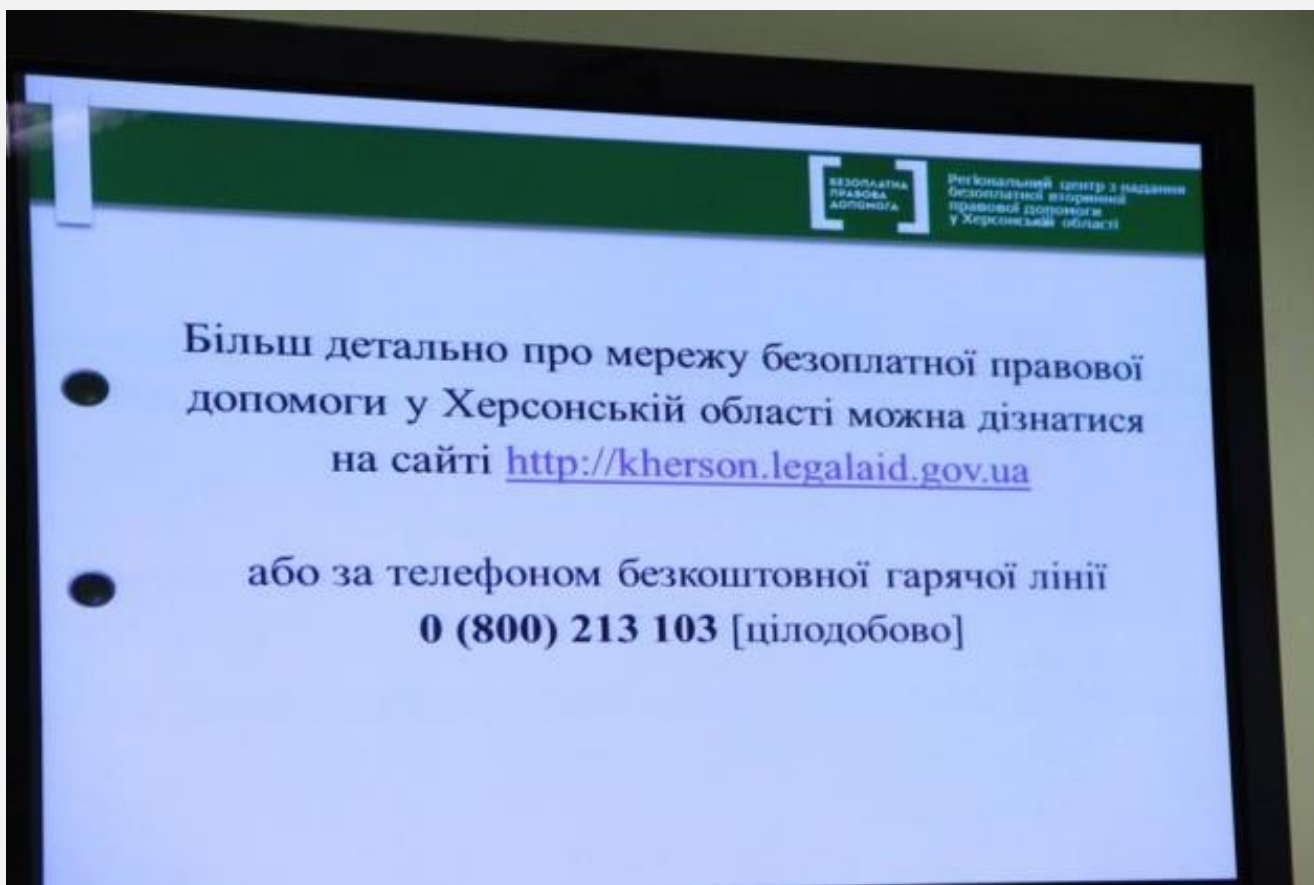 БЕЗОПЛАТНА
ПРАВОВА
ДОПОМОГА
Регіональний центр з надання
безоплатної вторинної
правової допомоги
у Херсонській області
Більш детально про мережу безоплатної правової
допомоги у Херсонській області можна дізнатися
на сайті http://kherson.legalaid.gov.ua
або за телефоном безкоштовної гарячої лінії
0 (800) 213 103 [цілодобово]